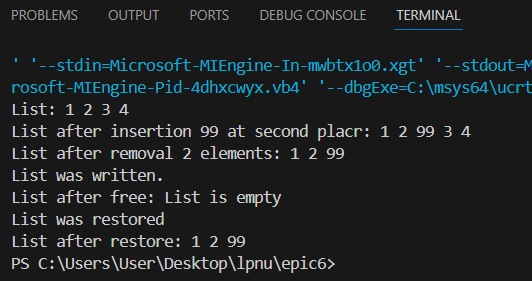 PROBLEMS OUTPUT PORTS DEBUG CONSOLE TERMINAL
' '--stdin=Microsoft-MIEngine-In-mwbtx1o0.xgt' '--stdout=M
rosoft-MIEngine-Pid-4dhxcwyx.vb4' '--dbgExe=C:\msys64\ucrt
List: 1 2 3 4
List after insertion 99 at second placr: 1 2 99 3 4
List after removal 2 elements: 1 2 99
List was written.
List after free: List is empty
List was restored
List after restore: 1 2 99
PS C:\Users\User\Desktop\lpnu\epic6>